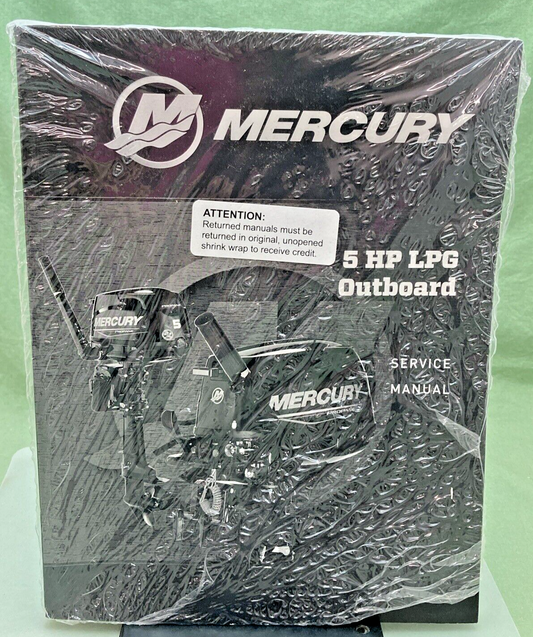 MERCURY
ATTENTION:
Returned manuals must be
returned in original, unopened
shrink wrap to receive credit.
5 HP LPG
Outboard
SERVICE
MANUAL
MERCURY
5
MERCURY